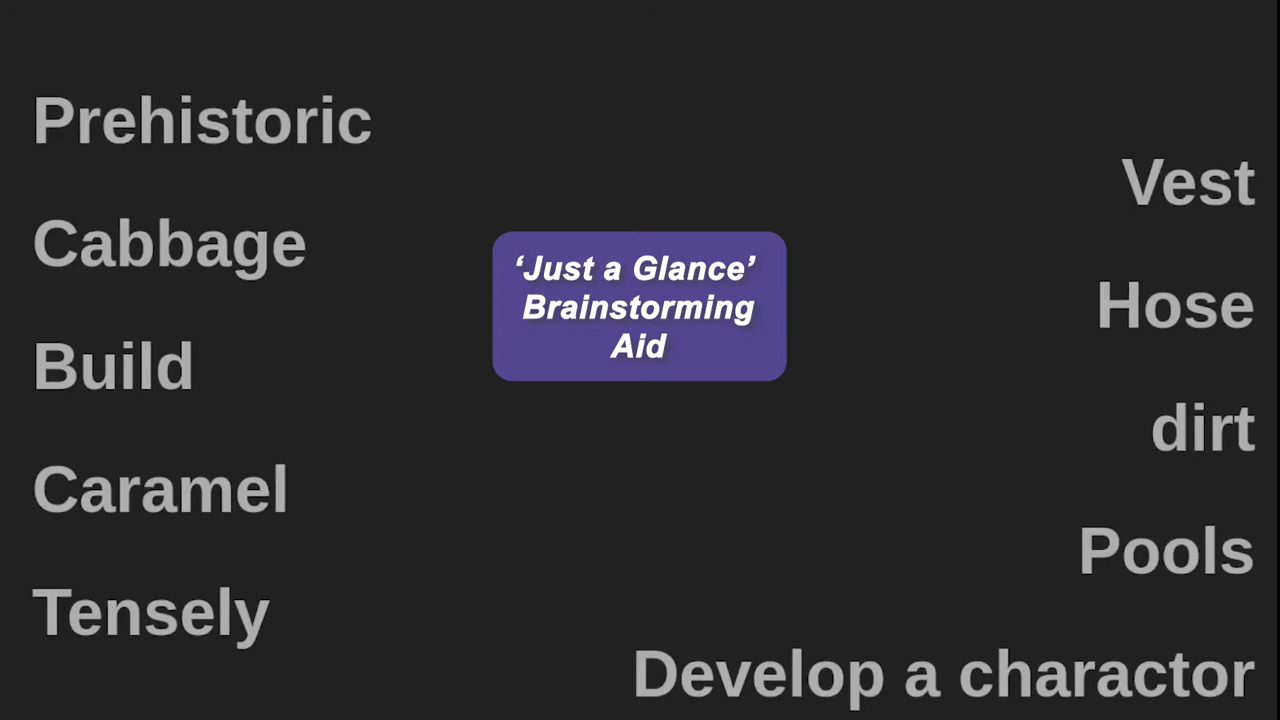 Prehistoric
Cabbage
Build
Caramel
Tensely
‘Just a Glance’
Brainstorming
Aid
Vest
Hose
dirt
Pools
Develop a charactor